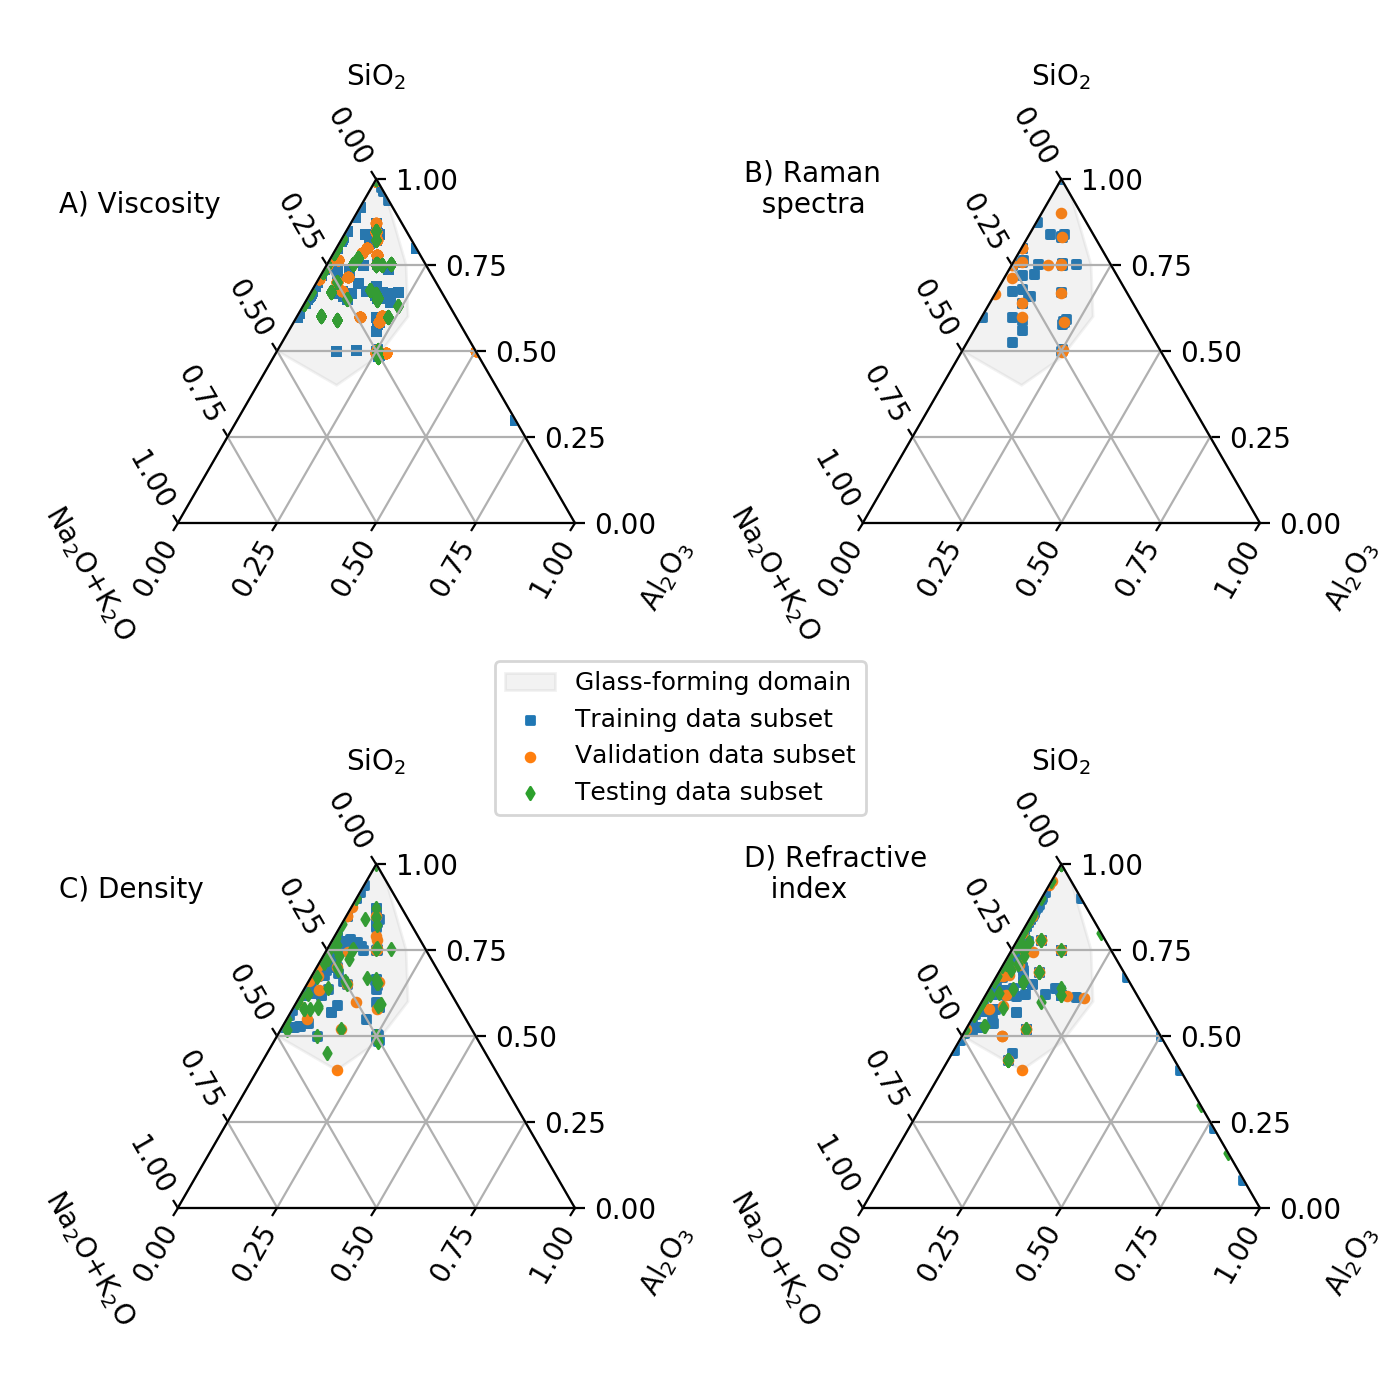 SiO₂
0.00
1.00
A) Viscosity
0.25
0.75
0.50
0.50
0.75
0.25
1.00
0.00
Na₂O+K₂O
0.00
0.25
0.50
0.75
1.00
Al₂O₃
SiO₂
0.00
1.00
B) Raman
spectra
0.25
0.75
0.50
0.50
0.75
0.25
1.00
0.00
Na₂O+K₂O
0.00
0.25
0.50
0.75
1.00
Al₂O₃
Glass-forming domain
Training data subset
Validation data subset
Testing data subset
SiO₂
0.00
1.00
C) Density
0.25
0.75
0.50
0.50
0.75
0.25
1.00
0.00
Na₂O+K₂O
0.00
0.25
0.50
0.75
1.00
Al₂O₃
SiO₂
0.00
1.00
D) Refractive
index
0.25
0.75
0.50
0.50
0.75
0.25
1.00
0.00
Na₂O+K₂O
0.00
0.25
0.50
0.75
1.00
Al₂O₃